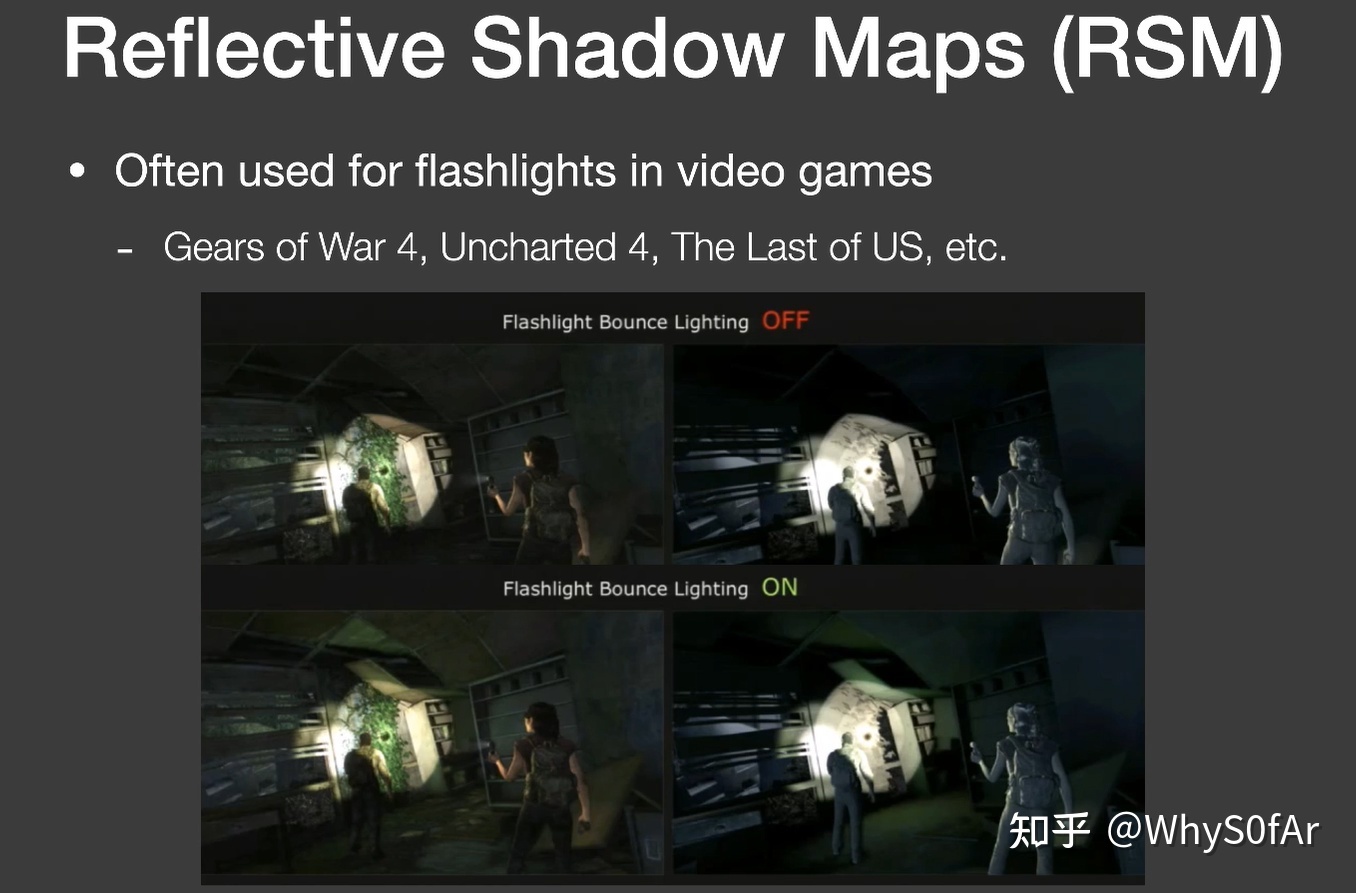 Reflective Shadow Maps (RSM)
• Often used for flashlights in video games
- Gears of War 4, Uncharted 4, The Last of US, etc.
Flashlight Bounce Lighting OFF
Flashlight Bounce Lighting ON
知乎 @WhyS0fAr